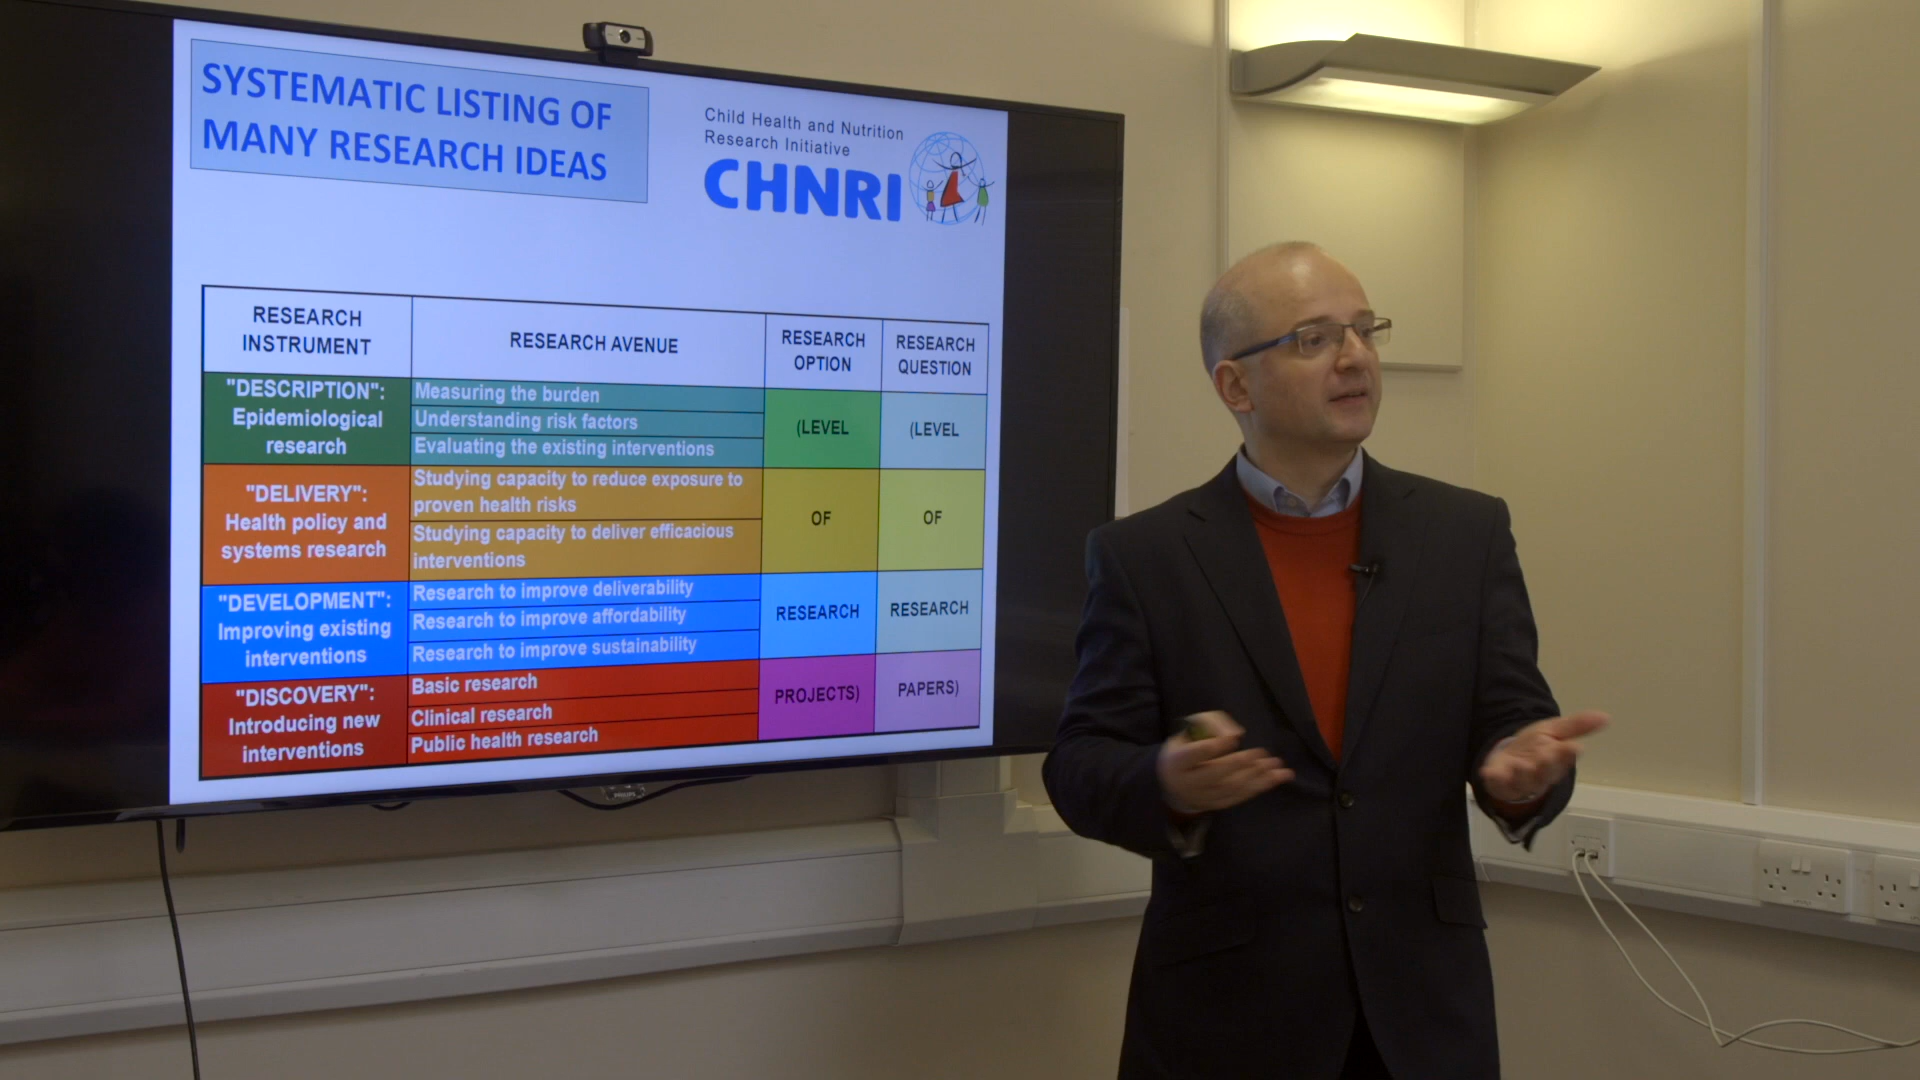 SYSTEMATIC LISTING OF
MANY RESEARCH IDEAS
Child Health and Nutrition
Research Initiative
CHNRI
RESEARCH
INSTRUMENT
RESEARCH AVENUE
RESEARCH
OPTION
RESEARCH
QUESTION
"DESCRIPTION":
Epidemiological
research
Measuring the burden
Understanding risk factors
Evaluating the existing interventions
(LEVEL
(LEVEL
"DELIVERY":
Health policy and
systems research
Studying capacity to reduce exposure to
proven health risks
Studying capacity to deliver efficacious
interventions
OF
OF
"DEVELOPMENT":
Improving existing
interventions
Research to improve deliverability
Research to improve affordability
Research to improve sustainability
RESEARCH
RESEARCH
"DISCOVERY":
Introducing new
interventions
Basic research
Clinical research
Public health research
PROJECTS)
PAPERS)
PHILIPS